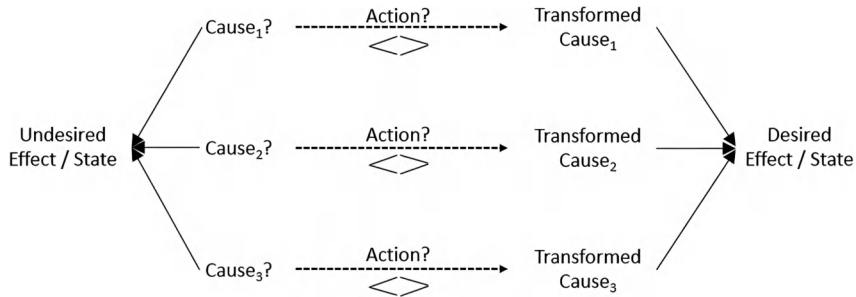 Cause₁?
Action?
Transformed
Cause₁
Undesired
Effect / State
Cause₂?
Action?
Transformed
Cause₂
Desired
Effect / State
Cause₃?
Action?
Transformed
Cause₃